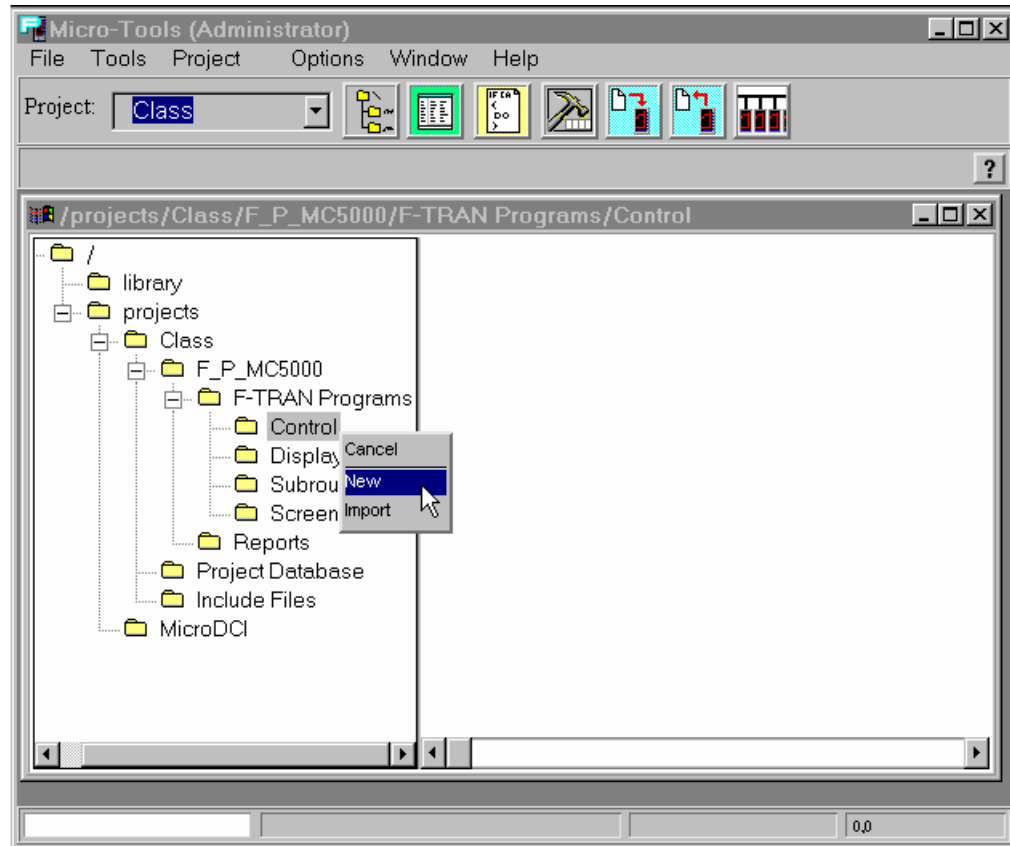 Micro-Tools (Administrator)
File Tools Project Options Window Help
Project: Class
IF (A*
< DO
>
?
/projects/Class/F_P_MC5000/F-TRAN Programs/Control
/
library
projects
Class
F_P_MC5000
F-TRAN Programs
Control
Display
Subrou
Screen
Reports
Project Database
Include Files
MicroDCI
Cancel
New
Import
0,0